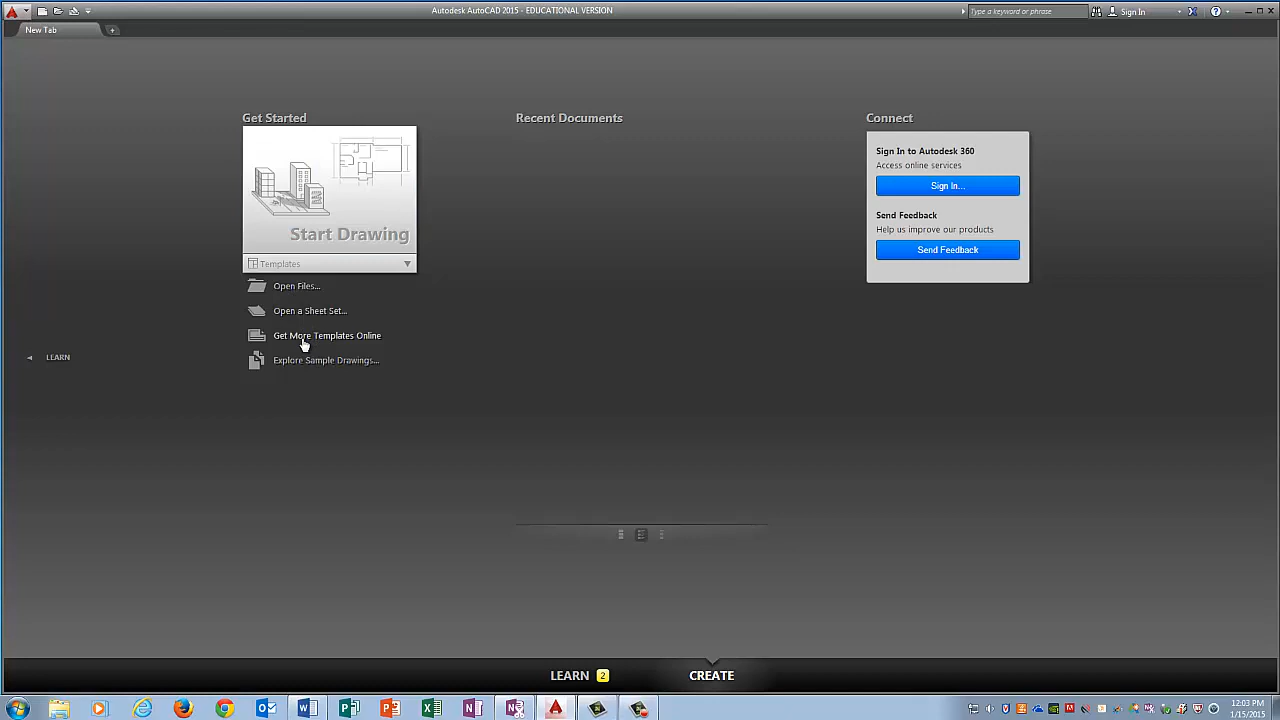 Autodesk AutoCAD 2015 - EDUCATIONAL VERSION
Type a keyword or phrase
Sign In
New Tab
Get Started
Recent Documents
Connect
Start Drawing
Templates
Open Files...
Open a Sheet Set...
Get More Templates Online
Explore Sample Drawings...
Sign In to Autodesk 360
Access online services
Sign In...
Send Feedback
Help us improve our products
Send Feedback
LEARN
LEARN 2
CREATE
12:03 PM
1/15/2015